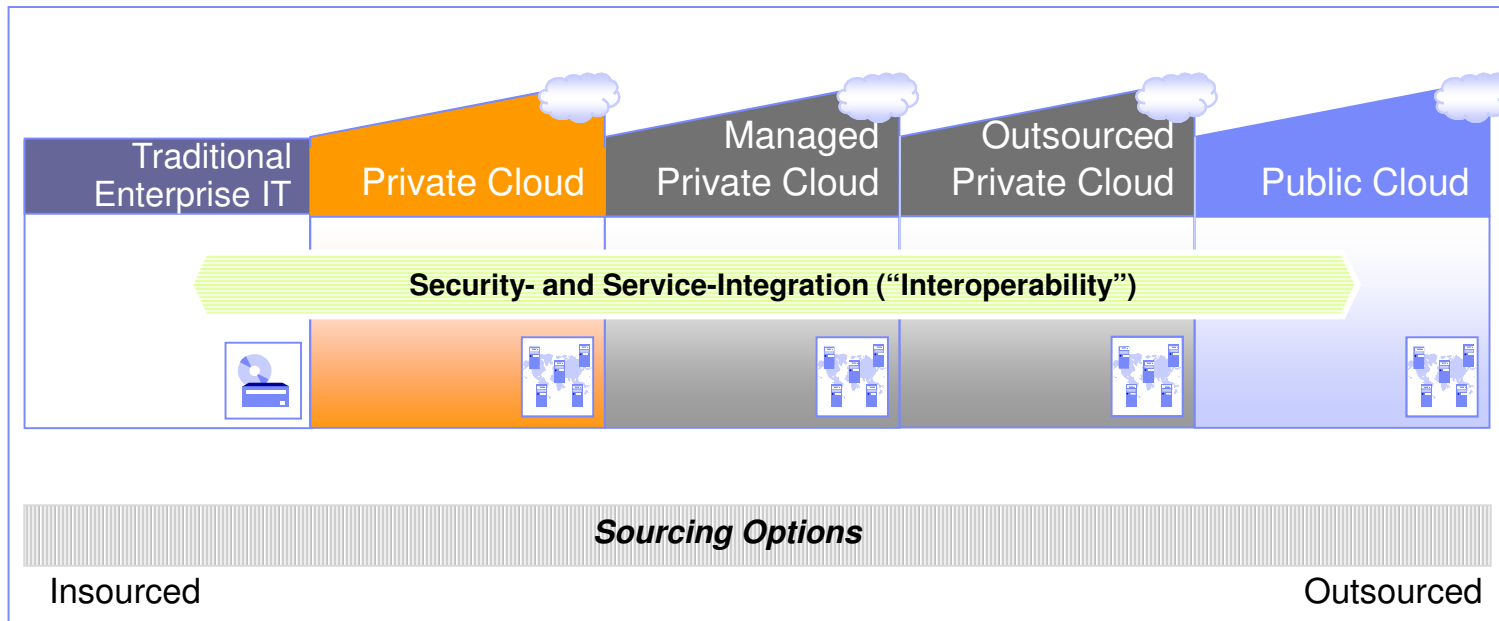 Traditional
Enterprise IT
Private Cloud
Managed
Private Cloud
Outsourced
Private Cloud
Public Cloud
Security- and Service-Integration (“Interoperability”)
Sourcing Options
Insourced
Outsourced